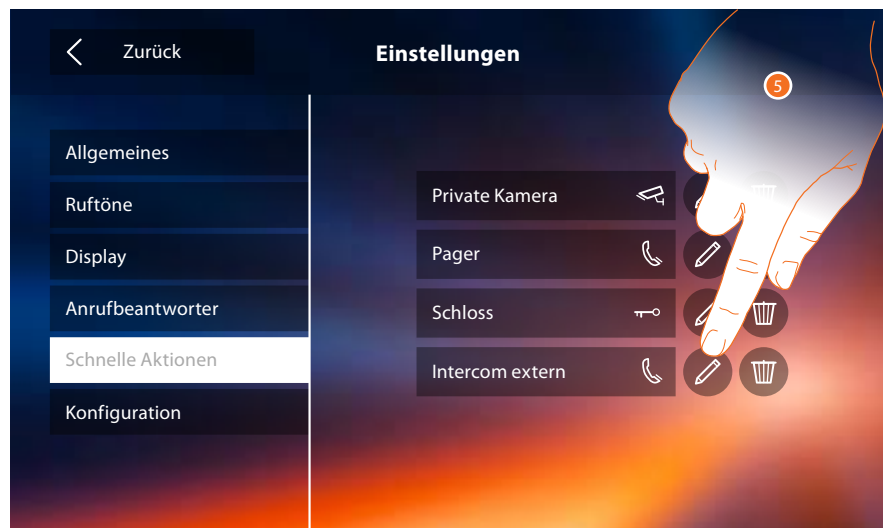 Zurück
Einstellungen
5
Allgemeines
Ruftöne
Display
Anrufbeantworter
Schnelle Aktionen
Konfiguration
Private Kamera
Pager
Schloss
Intercom extern